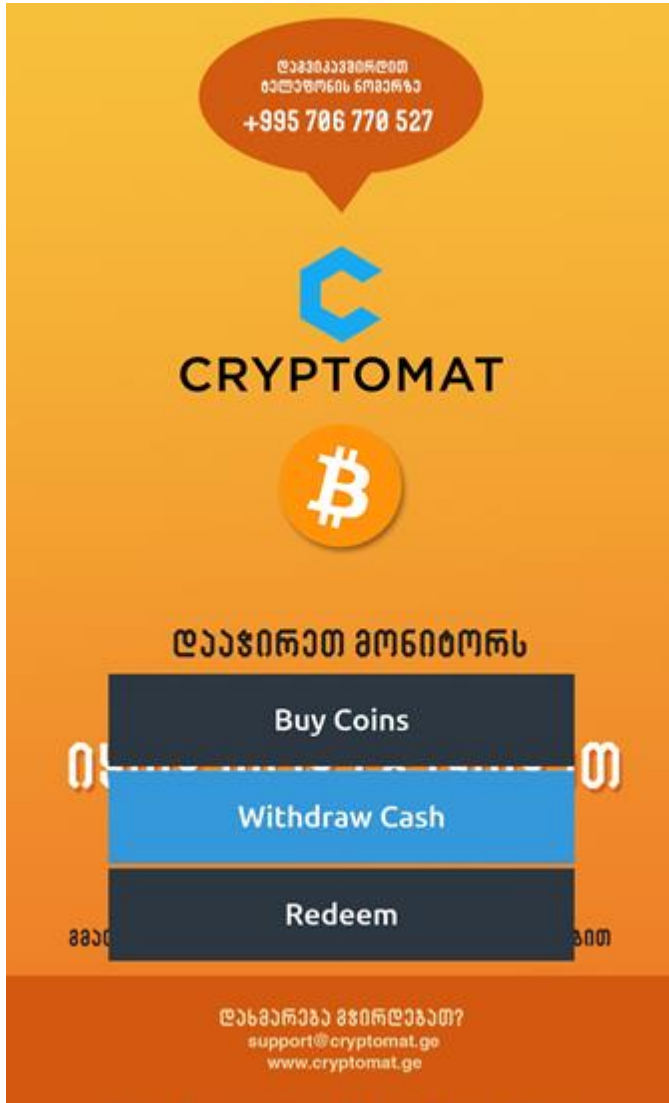 დაგვიკავშირდით
ტელეფონის ნომერზე
+995 706 770 527
CRYPTOMAT
დააჭირეთ მონიტორს
Buy Coins
Withdraw Cash
Redeem
დახმარება გჭირდებათ?
support@cryptomat.ge
www.cryptomat.ge